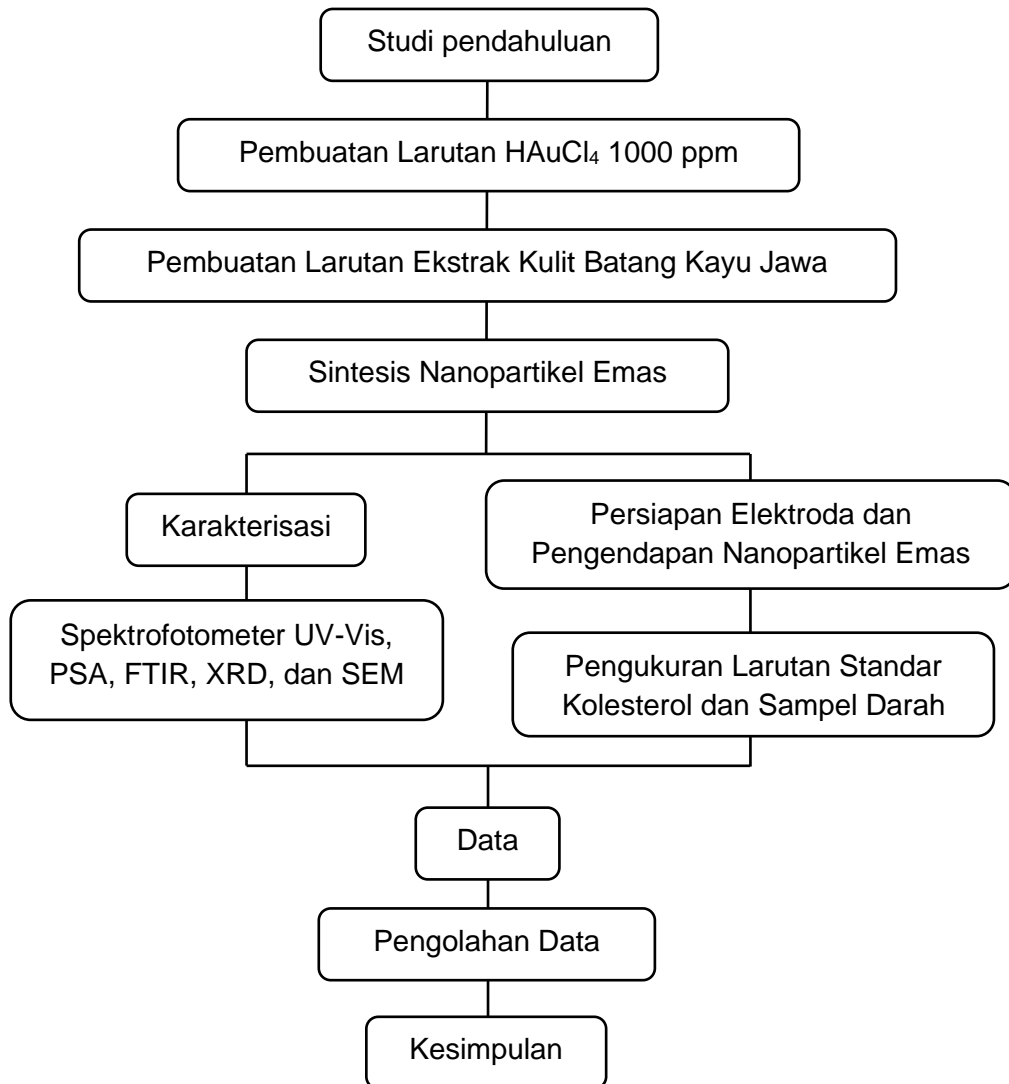 Studi pendahuluan
Pembuatan Larutan HAuCl₄ 1000 ppm
Pembuatan Larutan Ekstrak Kulit Batang Kayu Jawa
Sintesis Nanopartikel Emas
Karakterisasi
Spektrofotometer UV-Vis,
PSA, FTIR, XRD, dan SEM
Persiapan Elektroda dan
Pengendapan Nanopartikel Emas
Pengukuran Larutan Standar
Kolesterol dan Sampel Darah
Data
Pengolahan Data
Kesimpulan